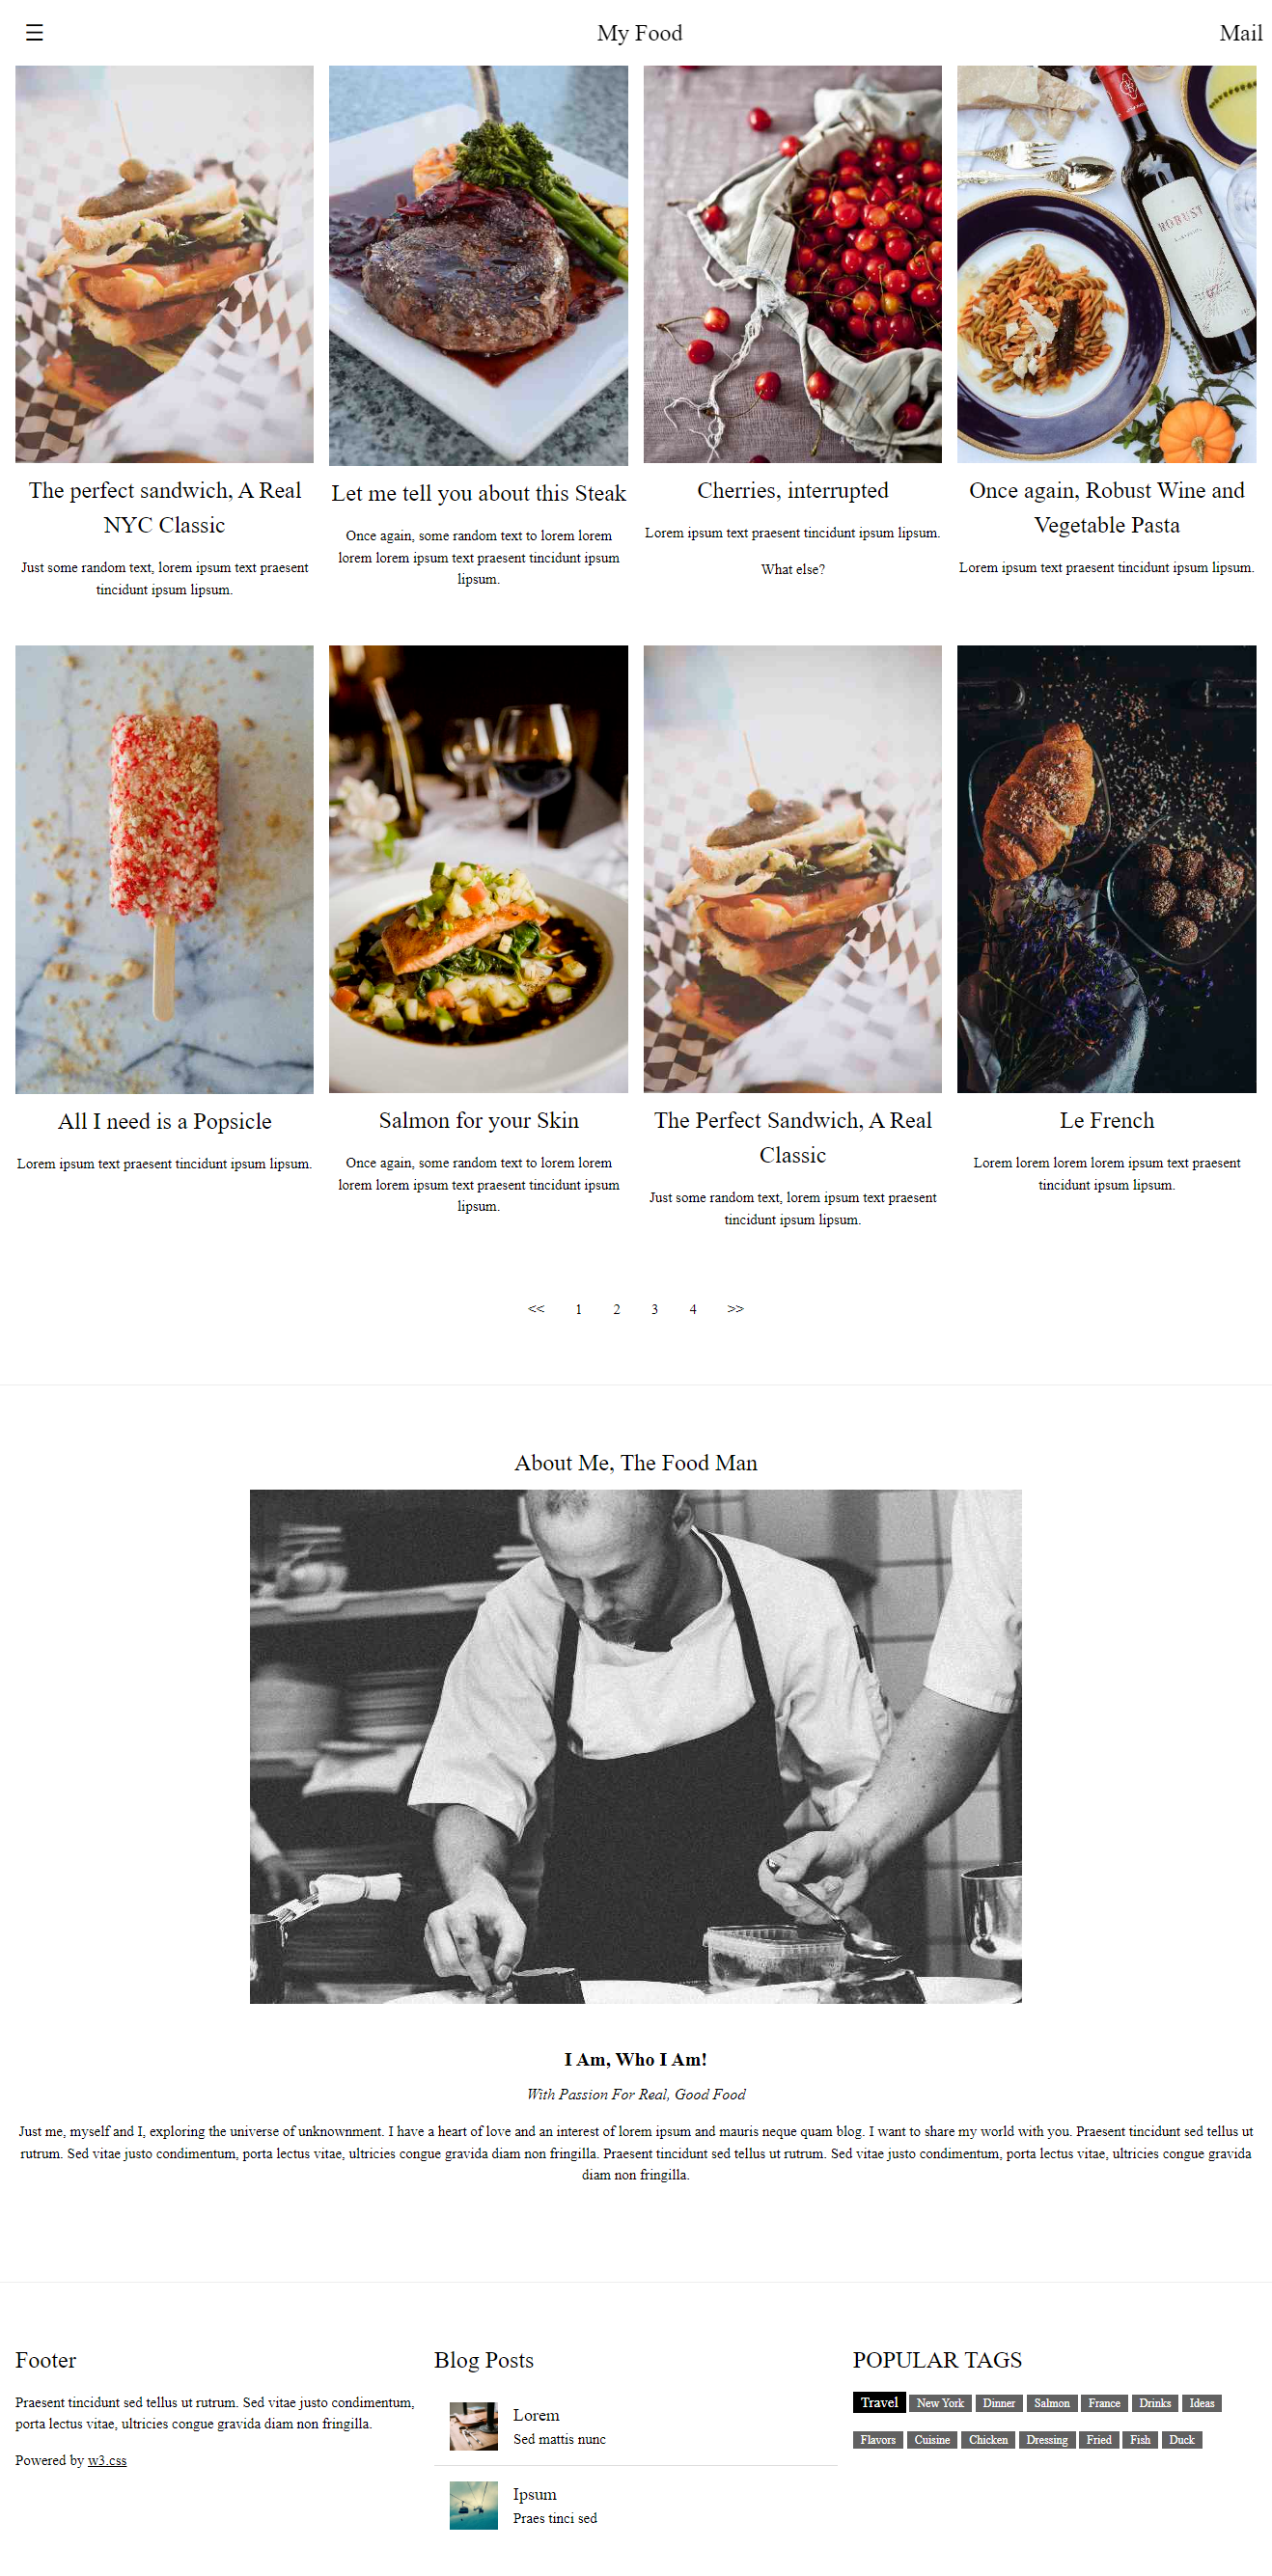 ☰ My Food Mail
ROBUST
The perfect sandwich, A Real
NYC Classic
Just some random text, lorem ipsum text praesent
tincidunt ipsum lipsum.
Let me tell you about this Steak
Once again, some random text to lorem lorem
lorem lorem ipsum text praesent tincidunt ipsum
lipsum.
Cherries, interrupted
Lorem ipsum text praesent tincidunt ipsum lipsum.
What else?
Once again, Robust Wine and
Vegetable Pasta
Lorem ipsum text praesent tincidunt ipsum lipsum.
All I need is a Popsicle
Lorem ipsum text praesent tincidunt ipsum lipsum.
Salmon for your Skin
Once again, some random text to lorem lorem
lorem lorem ipsum text praesent tincidunt ipsum
lipsum.
The Perfect Sandwich, A Real
Classic
Just some random text, lorem ipsum text praesent
tincidunt ipsum lipsum.
Le French
Lorem lorem lorem lorem ipsum text praesent
tincidunt ipsum lipsum.
<< 1 2 3 4 >>
About Me, The Food Man
I Am, Who I Am!
With Passion For Real, Good Food
Just me, myself and I, exploring the universe of unknownment. I have a heart of love and an interest of lorem ipsum and mauris neque quam blog. I want to share my world with you. Praesent tincidunt sed tellus ut
rutrum. Sed vitae justo condimentum, porta lectus vitae, ultricies congue gravida diam non fringilla. Praesent tincidunt sed tellus ut rutrum. Sed vitae justo condimentum, porta lectus vitae, ultricies congue gravida
diam non fringilla.
Footer
Praesent tincidunt sed tellus ut rutrum. Sed vitae justo condimentum,
porta lectus vitae, ultricies congue gravida diam non fringilla.
Powered by w3.css
Blog Posts
Lorem
Sed mattis nunc
Ipsum
Praes tinci sed
POPULAR TAGS
Travel New York Dinner Salmon France Drinks Ideas
Flavors Cuisine Chicken Dressing Fried Fish Duck